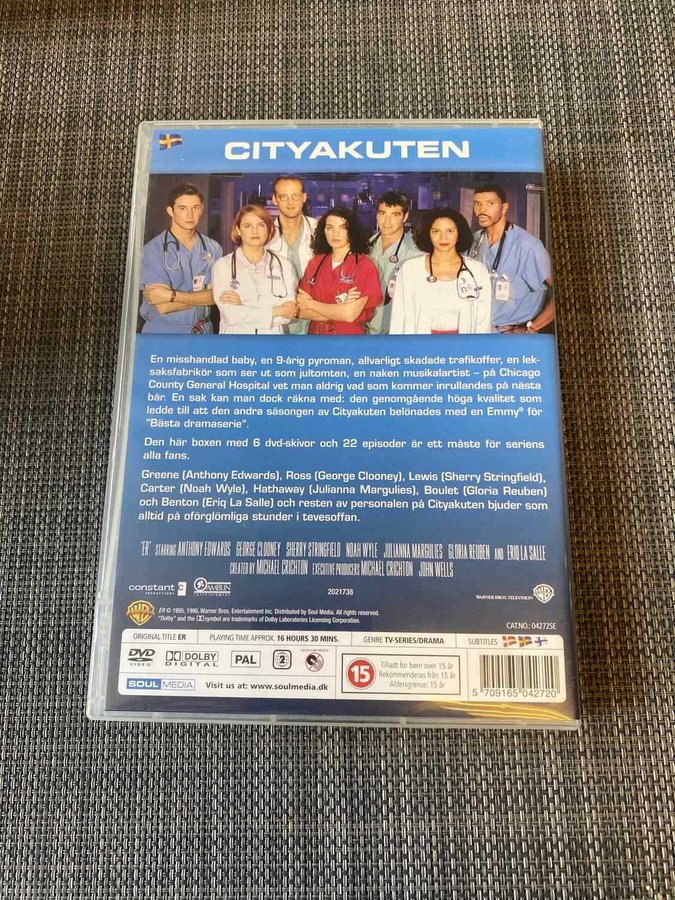 CITYAKUTEN
En misshandlad baby, en 9-årig pyroman, allvarligt skadade trafikoffer, en lek-
saksfabrikör som ser ut som jultomten, en naken musikalartist – på Chicago
County General Hospital vet man aldrig vad som kommer inrullandes på nästa
bår. En sak kan man dock räkna med: den genomgående höga kvalitet som
ledde till att den andra säsongen av Cityakuten belönades med en Emmy® för
"Bästa dramaserie".
Den här boxen med 6 dvd-skivor och 22 episoder är ett måste för seriens
alla fans.
Greene (Anthony Edwards), Ross (George Clooney), Lewis (Sherry Stringfield),
Carter (Noah Wyle), Hathaway (Julianna Margulies), Boulet (Gloria Reuben)
och Benton (Eriq La Salle) och resten av personalen på Cityakuten bjuder som
alltid på oförglömliga stunder i tevesoffan.
"ER" STARRING ANTHONY EDWARDS GEORGE CLOONEY SHERRY STRINGFIELD NOAH WYLE JULIANNA MARGULIES GLORIA REUBEN AND ERIQ LA SALLE
CREATED BY MICHAEL CRICHTON EXECUTIVE PRODUCERS MICHAEL CRICHTON JOHN WELLS
constant c
PRODUCTIONS
AMBLIN
ENTERTAINMENT
2021738
WARNER BROS. TELEVISION
ER © 1995, 1996, Warner Bros. Entertainment Inc. Distributed by Soul Media. All rights reserved.
"Dolby" and the DD symbol are trademarks of Dolby Laboratories Licensing Corporation.
CAT.NO.: 04272SE
ORIGINAL TITLE ER PLAYING TIME APPROX. 16 HOURS 30 MINS. GENRE TV-SERIES/DRAMA SUBTITLES
DVD VIDEO DOLBY DIGITAL PAL 2
15 Tilladt for børn over 15 år
Rekommenderas från 15 år
Aldersgrense: 15 år
SOUL MEDIA Visit us at: www.soulmedia.dk
5 709165 042720